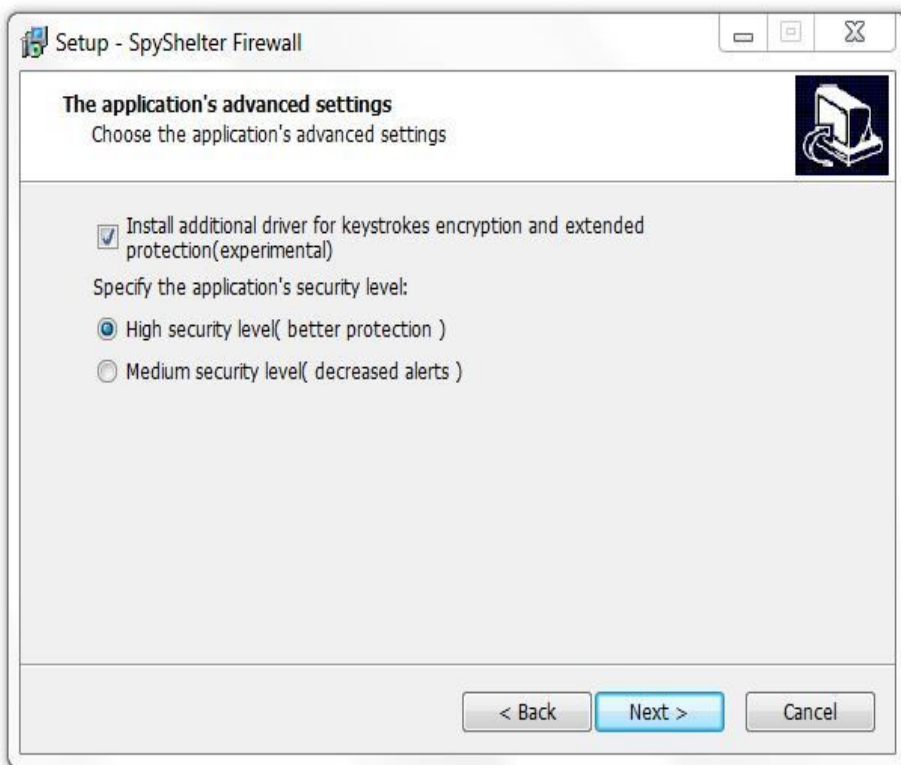 Setup - SpyShelter Firewall
The application's advanced settings
Choose the application's advanced settings
Install additional driver for keystrokes encryption and extended
protection(experimental)
Specify the application's security level:
High security level( better protection )
Medium security level( decreased alerts )
< Back Next > Cancel